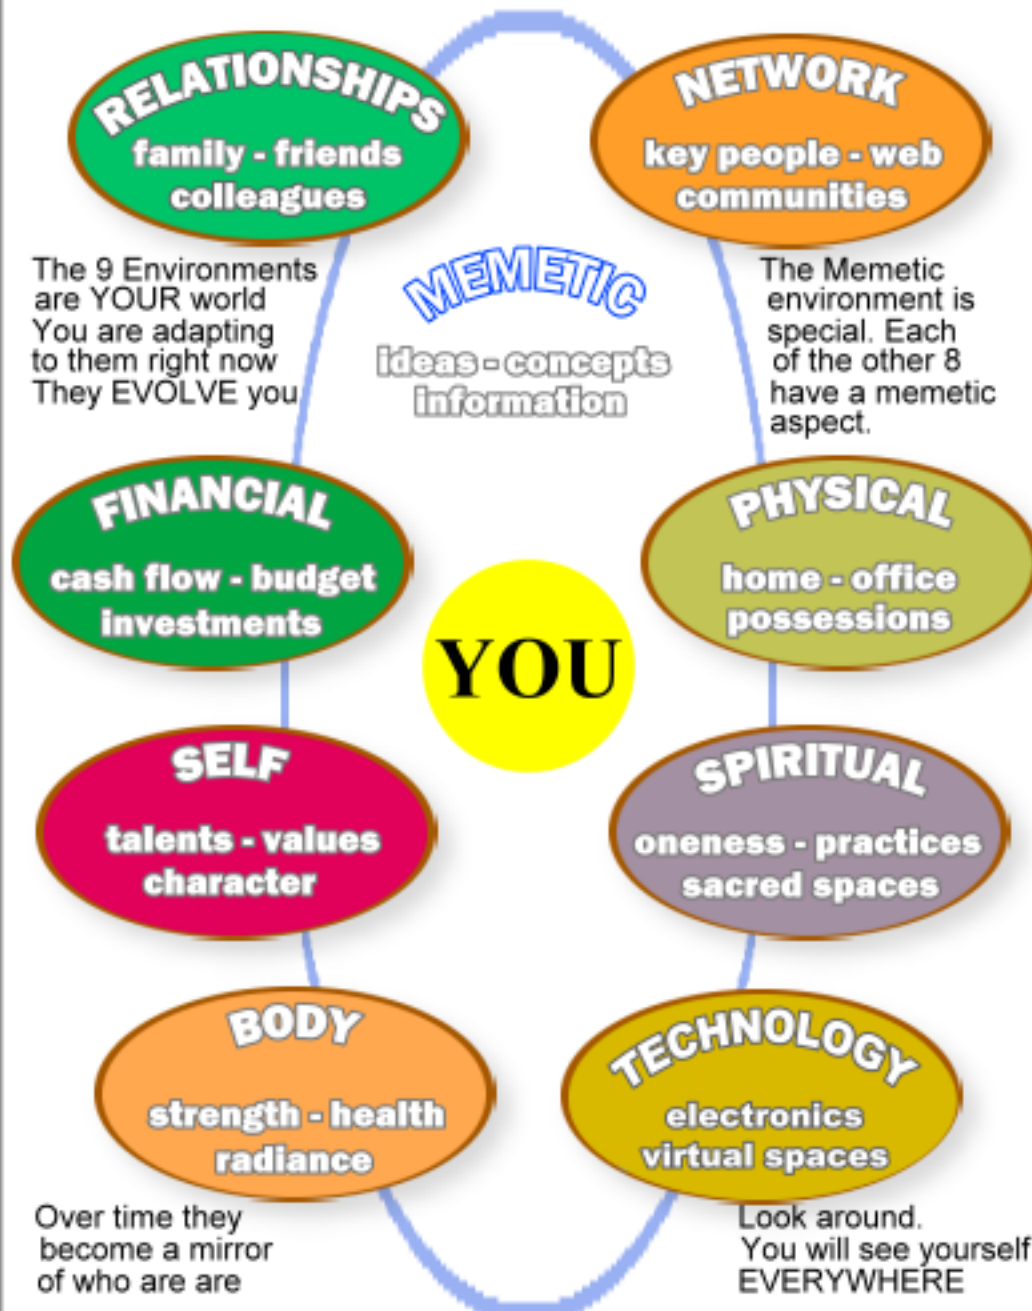 RELATIONSHIPS
family - friends
colleagues
NETWORK
key people - web
communities
The 9 Environments
are YOUR world
You are adapting
to them right now
They EVOLVE you
MEMETIC
ideas - concepts
information
The Memetic
environment is
special. Each
of the other 8
have a memetic
aspect.
FINANCIAL
cash flow - budget
investments
PHYSICAL
home - office
possessions
YOU
SELF
talents - values
character
SPIRITUAL
oneness - practices
sacred spaces
BODY
strength - health
radiance
TECHNOLOGY
electronics
virtual spaces
Over time they
become a mirror
of who are are
Look around.
You will see yourself
EVERYWHERE